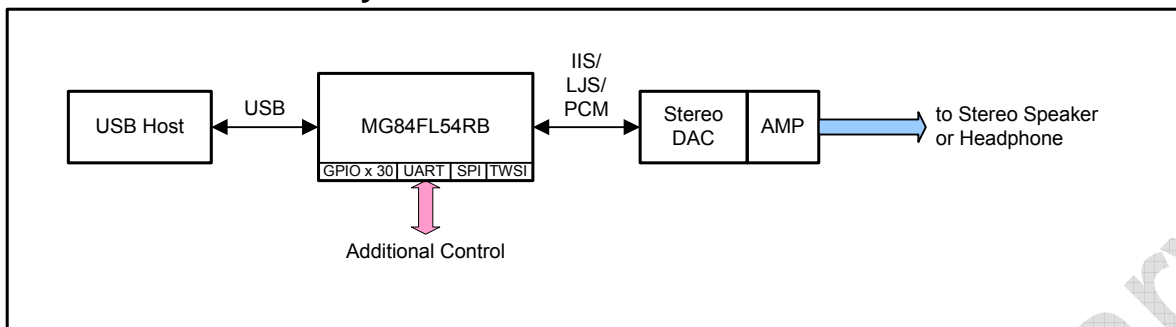 USB Host
USB
MG84FL54RB
GPIO x 30 UART SPI TWSI
Additional Control
IIS/
LJS/
PCM
Stereo
DAC
AMP
to Stereo Speaker
or Headphone